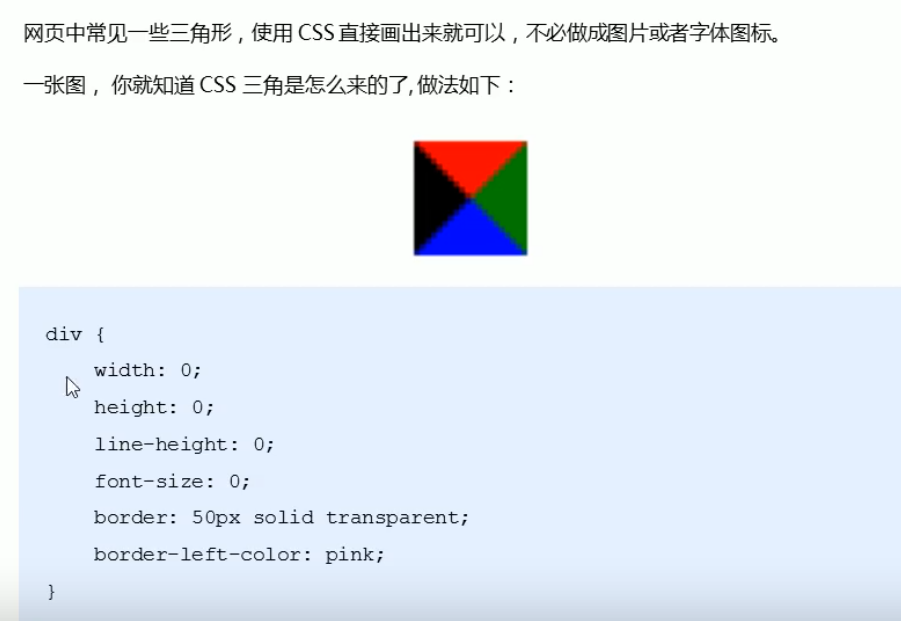 网页中常见一些三角形，使用 CSS 直接画出来就可以，不必做成图片或者字体图标。
一张图， 你就知道 CSS 三角是怎么来的了, 做法如下：
div {
    width: 0;
    height: 0;
    line-height: 0;
    font-size: 0;
    border: 50px solid transparent;
    border-left-color: pink;
}